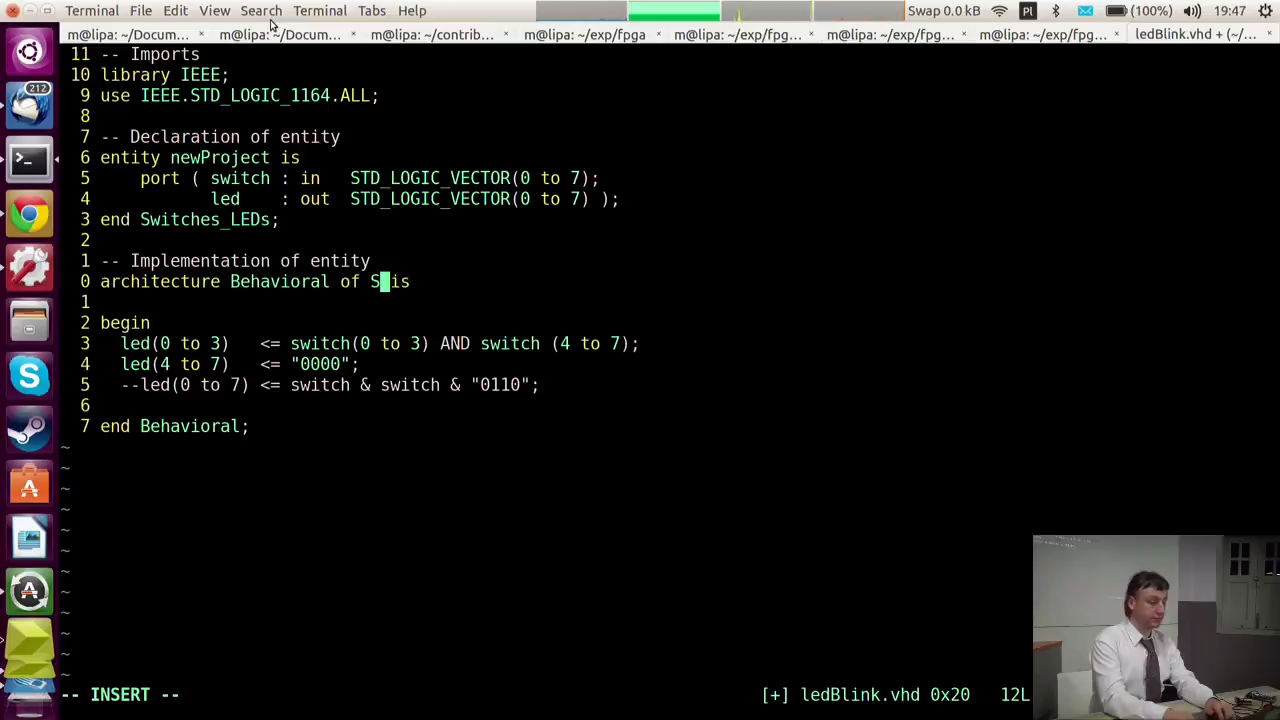 Terminal File Edit View Search Terminal Tabs Help Swap 0.0 kB Pl (100%) 19:47
m@lipa: ~/Docum... × m@lipa: ~/Docum... × m@lipa: ~/contrib... × m@lipa: ~/exp/fpga × m@lipa: ~/exp/fpg... × m@lipa: ~/exp/fpg... × m@lipa: ~/exp/fpg... × ledBlink.vhd + (~/... ×
212
11 -- Imports
10 library IEEE;
9 use IEEE.STD_LOGIC_1164.ALL;
8
7 -- Declaration of entity
6 entity newProject is
5 port ( switch : in STD_LOGIC_VECTOR(0 to 7);
4 led : out STD_LOGIC_VECTOR(0 to 7) );
3 end Switches_LEDs;
2
1 -- Implementation of entity
0 architecture Behavioral of S is
1
2 begin
3 led(0 to 3) <= switch(0 to 3) AND switch (4 to 7);
4 led(4 to 7) <= "0000";
5 --led(0 to 7) <= switch & switch & "0110";
6
7 end Behavioral;
~
~
~
~
~
~
~
~
~
~
~
~
-- INSERT -- [+] ledBlink.vhd 0x20 12L